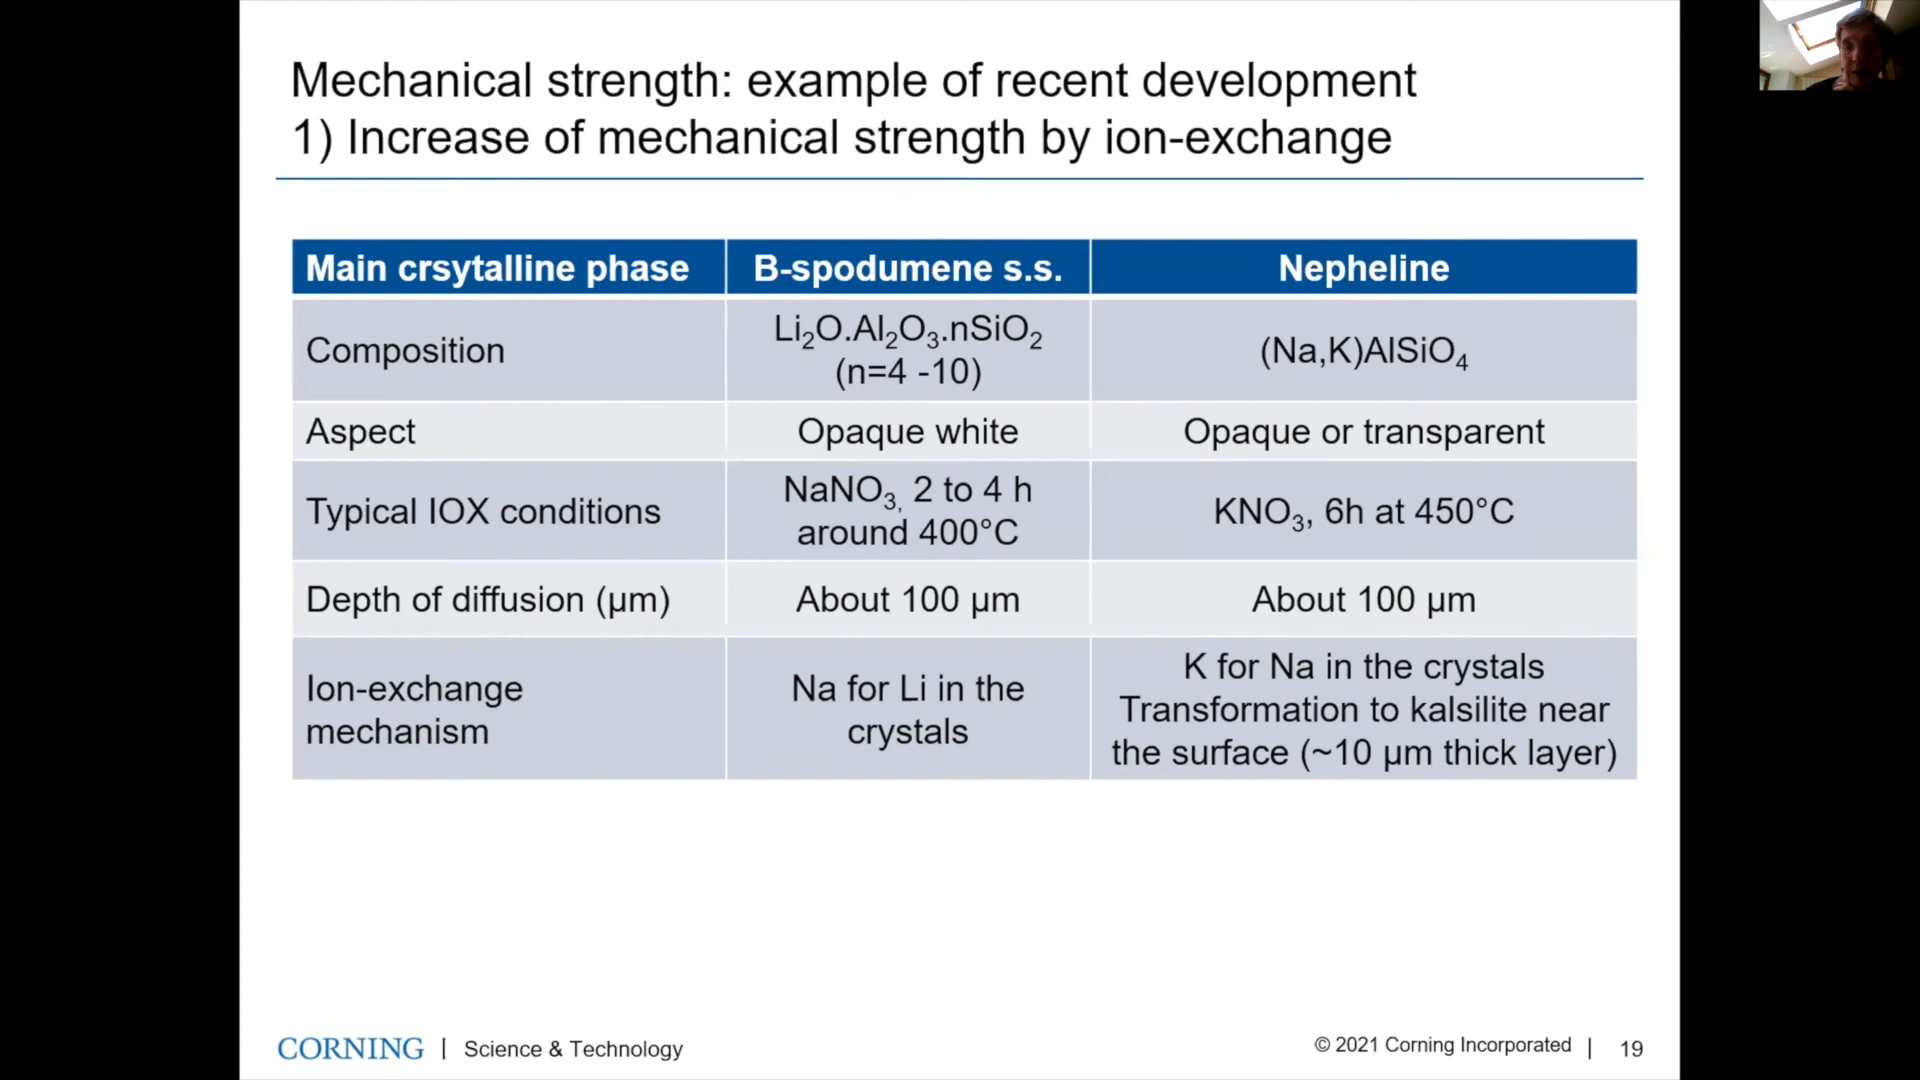 Mechanical strength: example of recent development
1) Increase of mechanical strength by ion-exchange
Main crsytalline phase
B-spodumene s.s.
Nepheline
Composition
Li₂O.Al₂O₃.nSiO₂
(n=4 -10)
(Na,K)AlSiO₄
Aspect
Opaque white
Opaque or transparent
Typical IOX conditions
NaNO₃, 2 to 4 h
around 400°C
KNO₃, 6h at 450°C
Depth of diffusion (μm)
About 100 μm
About 100 μm
Ion-exchange
mechanism
Na for Li in the
crystals
K for Na in the crystals
Transformation to kalsilite near
the surface (~10 μm thick layer)
CORNING | Science & Technology
© 2021 Corning Incorporated | 19